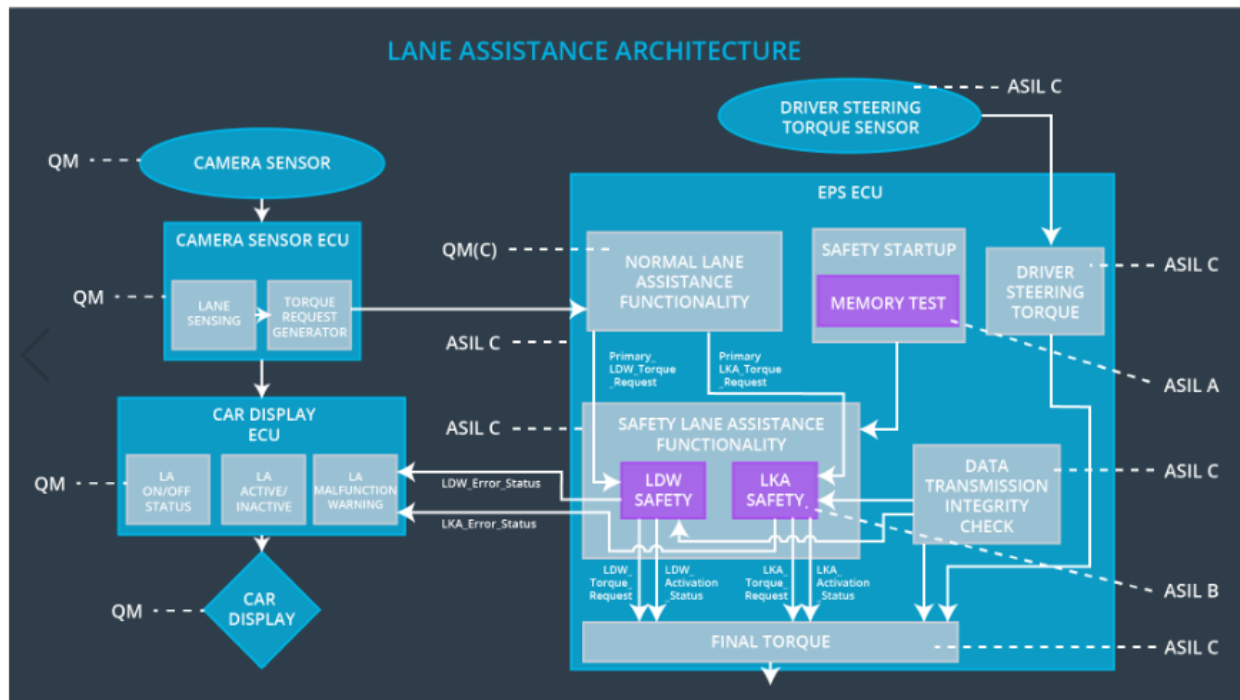 LANE ASSISTANCE ARCHITECTURE
ASIL C
DRIVER STEERING
TORQUE SENSOR
QM
CAMERA SENSOR
EPS ECU
CAMERA SENSOR ECU
QM(C)
NORMAL LANE
ASSISTANCE
FUNCTIONALITY
SAFETY STARTUP
MEMORY TEST
DRIVER
STEERING
TORQUE
ASIL C
QM
LANE
SENSING
TORQUE
REQUEST
GENERATOR
ASIL C
Primary_
LDW_Torque
_Request
Primary
LKA_Torque
_Request
ASIL A
CAR DISPLAY
ECU
ASIL C
SAFETY LANE ASSISTANCE
FUNCTIONALITY
QM
LA
ON/OFF
STATUS
LA
ACTIVE/
INACTIVE
LA
MALFUNCTION
WARNING
LDW_Error_Status
LKA_Error_Status
LDW
SAFETY
LKA
SAFETY
DATA
TRANSMISSION
INTEGRITY
CHECK
ASIL C
LDW_
Torque_
Request
LDW_
Activation
_Status
LKA_
Torque_
Request
LKA_
Activation
_Status
ASIL B
QM
CAR
DISPLAY
FINAL TORQUE
ASIL C